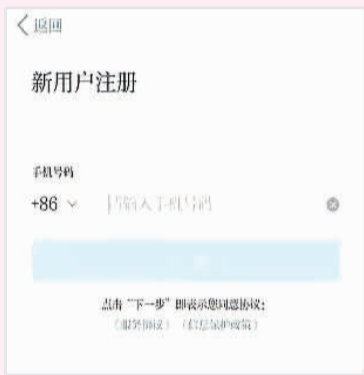 返回
新用户注册
手机号码
+86 请输入手机号码
点击“下一步”即表示您同意协议：
《服务协议》《信息保护政策》